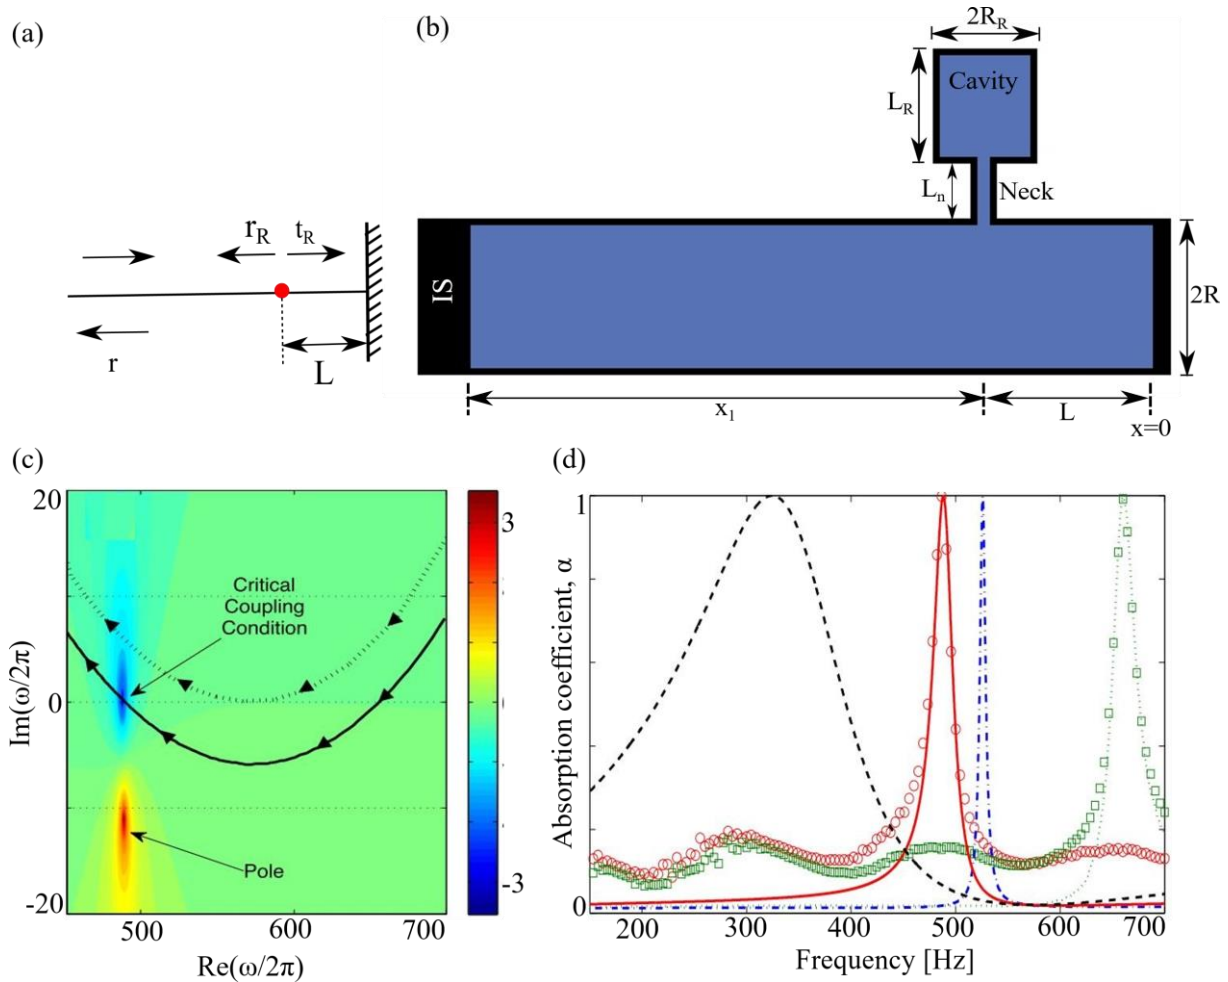 (a)
(b)
2R_R
Cavity
L_R
L_n
Neck
r_R
t_R
r
L
IS
2R
x_1
L
x=0
(c)
(d)
20
0
-20
Im(ω/2π)
Critical
Coupling
Condition
Pole
500
600
700
Re(ω/2π)
3
-3
1
0
Absorption coefficient, α
200
300
400
500
600
Frequency [Hz]